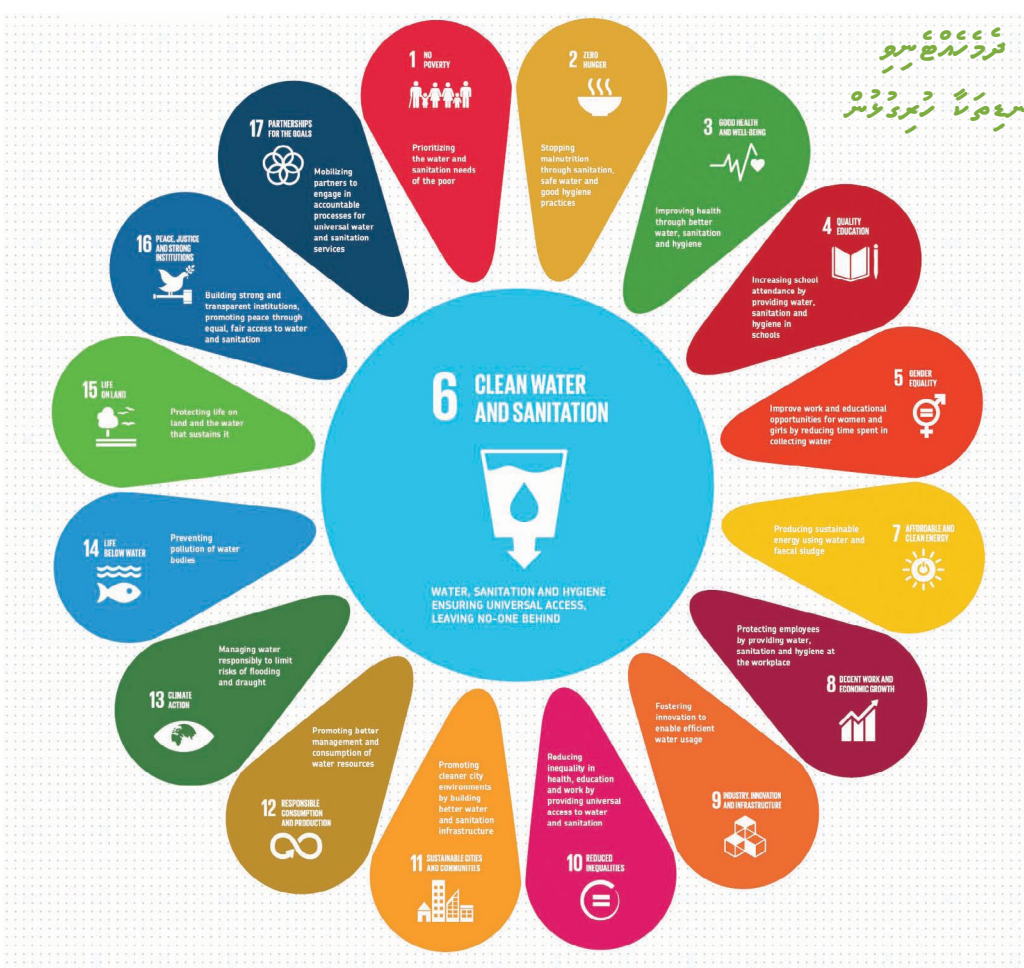 ދެމެހެއްޓެނިވި
ނޑިތަކާ ހުރިގުޅުން
1 NO
POVERTY
Prioritizing
the water and
sanitation needs
of the poor
2 ZERO
HUNGER
Stopping
malnutrition
through sanitation,
safe water and
good hygiene
practices
3 GOOD HEALTH
AND WELL-BEING
Improving health
through better
water, sanitation
and hygiene
4 QUALITY
EDUCATION
Increasing school
attendance by
providing water,
sanitation and
hygiene in
schools
5 GENDER
EQUALITY
Improve work and educational
opportunities for women and
girls by reducing time spent in
collecting water
6 CLEAN WATER
AND SANITATION
WATER, SANITATION AND HYGIENE
ENSURING UNIVERSAL ACCESS,
LEAVING NO-ONE BEHIND
7 AFFORDABLE AND
CLEAN ENERGY
Producing sustainable
energy using water and
faecal sludge
8 DECENT WORK AND
ECONOMIC GROWTH
Protecting employees
by providing water,
sanitation and hygiene at
the workplace
9 INDUSTRY, INNOVATION
AND INFRASTRUCTURE
Fostering
innovation to
enable efficient
water usage
10 REDUCED
INEQUALITIES
Reducing
inequality in
health, education
and work by
providing universal
access to water
and sanitation
11 SUSTAINABLE CITIES
AND COMMUNITIES
Promoting
cleaner city
environments
by building
better water
and sanitation
infrastructure
12 RESPONSIBLE
CONSUMPTION
AND PRODUCTION
Promoting better
management and
consumption of
water resources
13 CLIMATE
ACTION
Managing water
responsibly to limit
risks of flooding
and draught
14 LIFE
BELOW WATER
Preventing
pollution of water
bodies
15 LIFE
ON LAND
Protecting life on
land and the water
that sustains it
16 PEACE, JUSTICE
AND STRONG
INSTITUTIONS
Building strong and
transparent institutions,
promoting peace through
equal, fair access to water
and sanitation
17 PARTNERSHIPS
FOR THE GOALS
Mobilizing
partners to
engage in
accountable
processes for
universal water
and sanitation
services